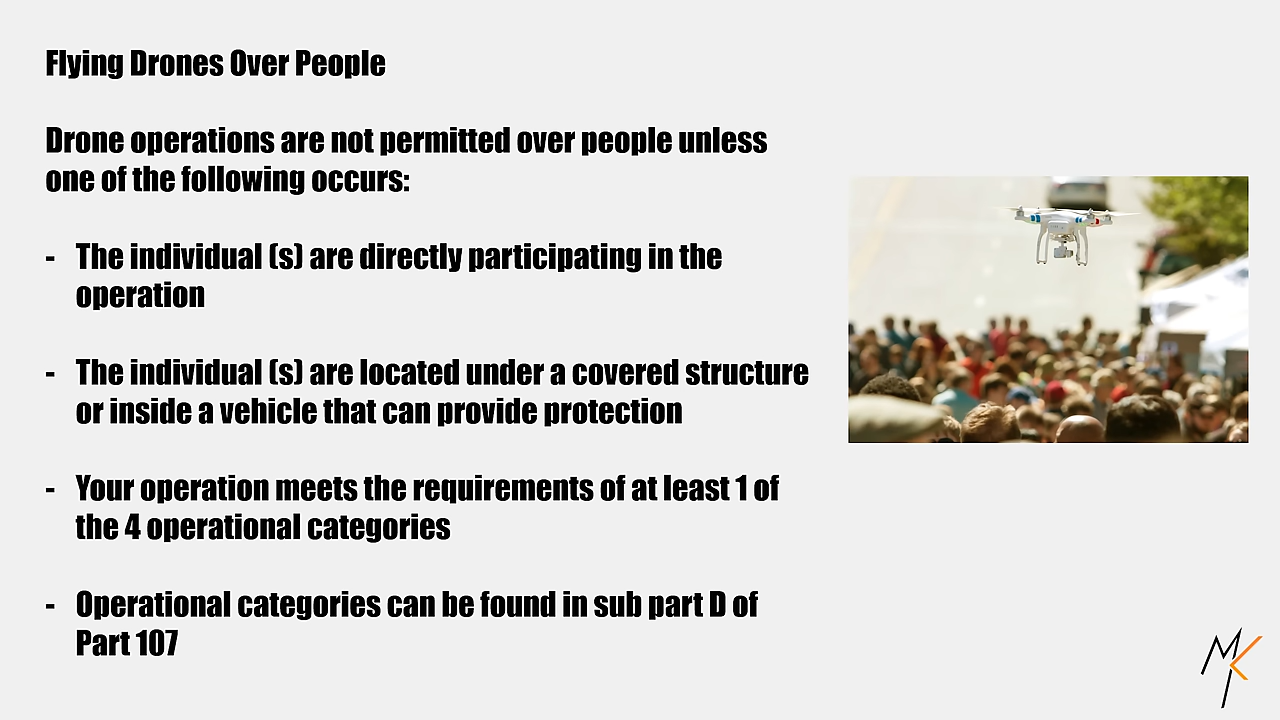 Flying Drones Over People
Drone operations are not permitted over people unless
one of the following occurs:
- The individual (s) are directly participating in the
operation
- The individual (s) are located under a covered structure
or inside a vehicle that can provide protection
- Your operation meets the requirements of at least 1 of
the 4 operational categories
- Operational categories can be found in sub part D of
Part 107
MK